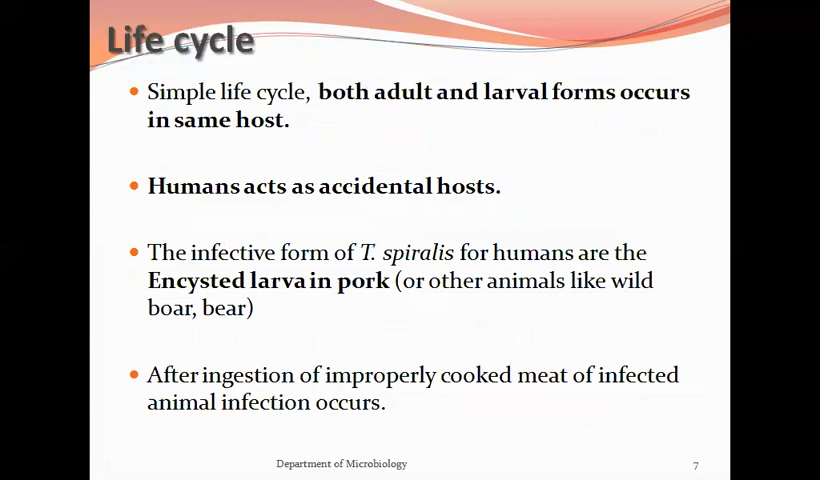 Life cycle
• Simple life cycle, both adult and larval forms occurs
in same host.
• Humans acts as accidental hosts.
• The infective form of T. spiralis for humans are the
Encysted larva in pork (or other animals like wild
boar, bear)
• After ingestion of improperly cooked meat of infected
animal infection occurs.
Department of Microbiology
7